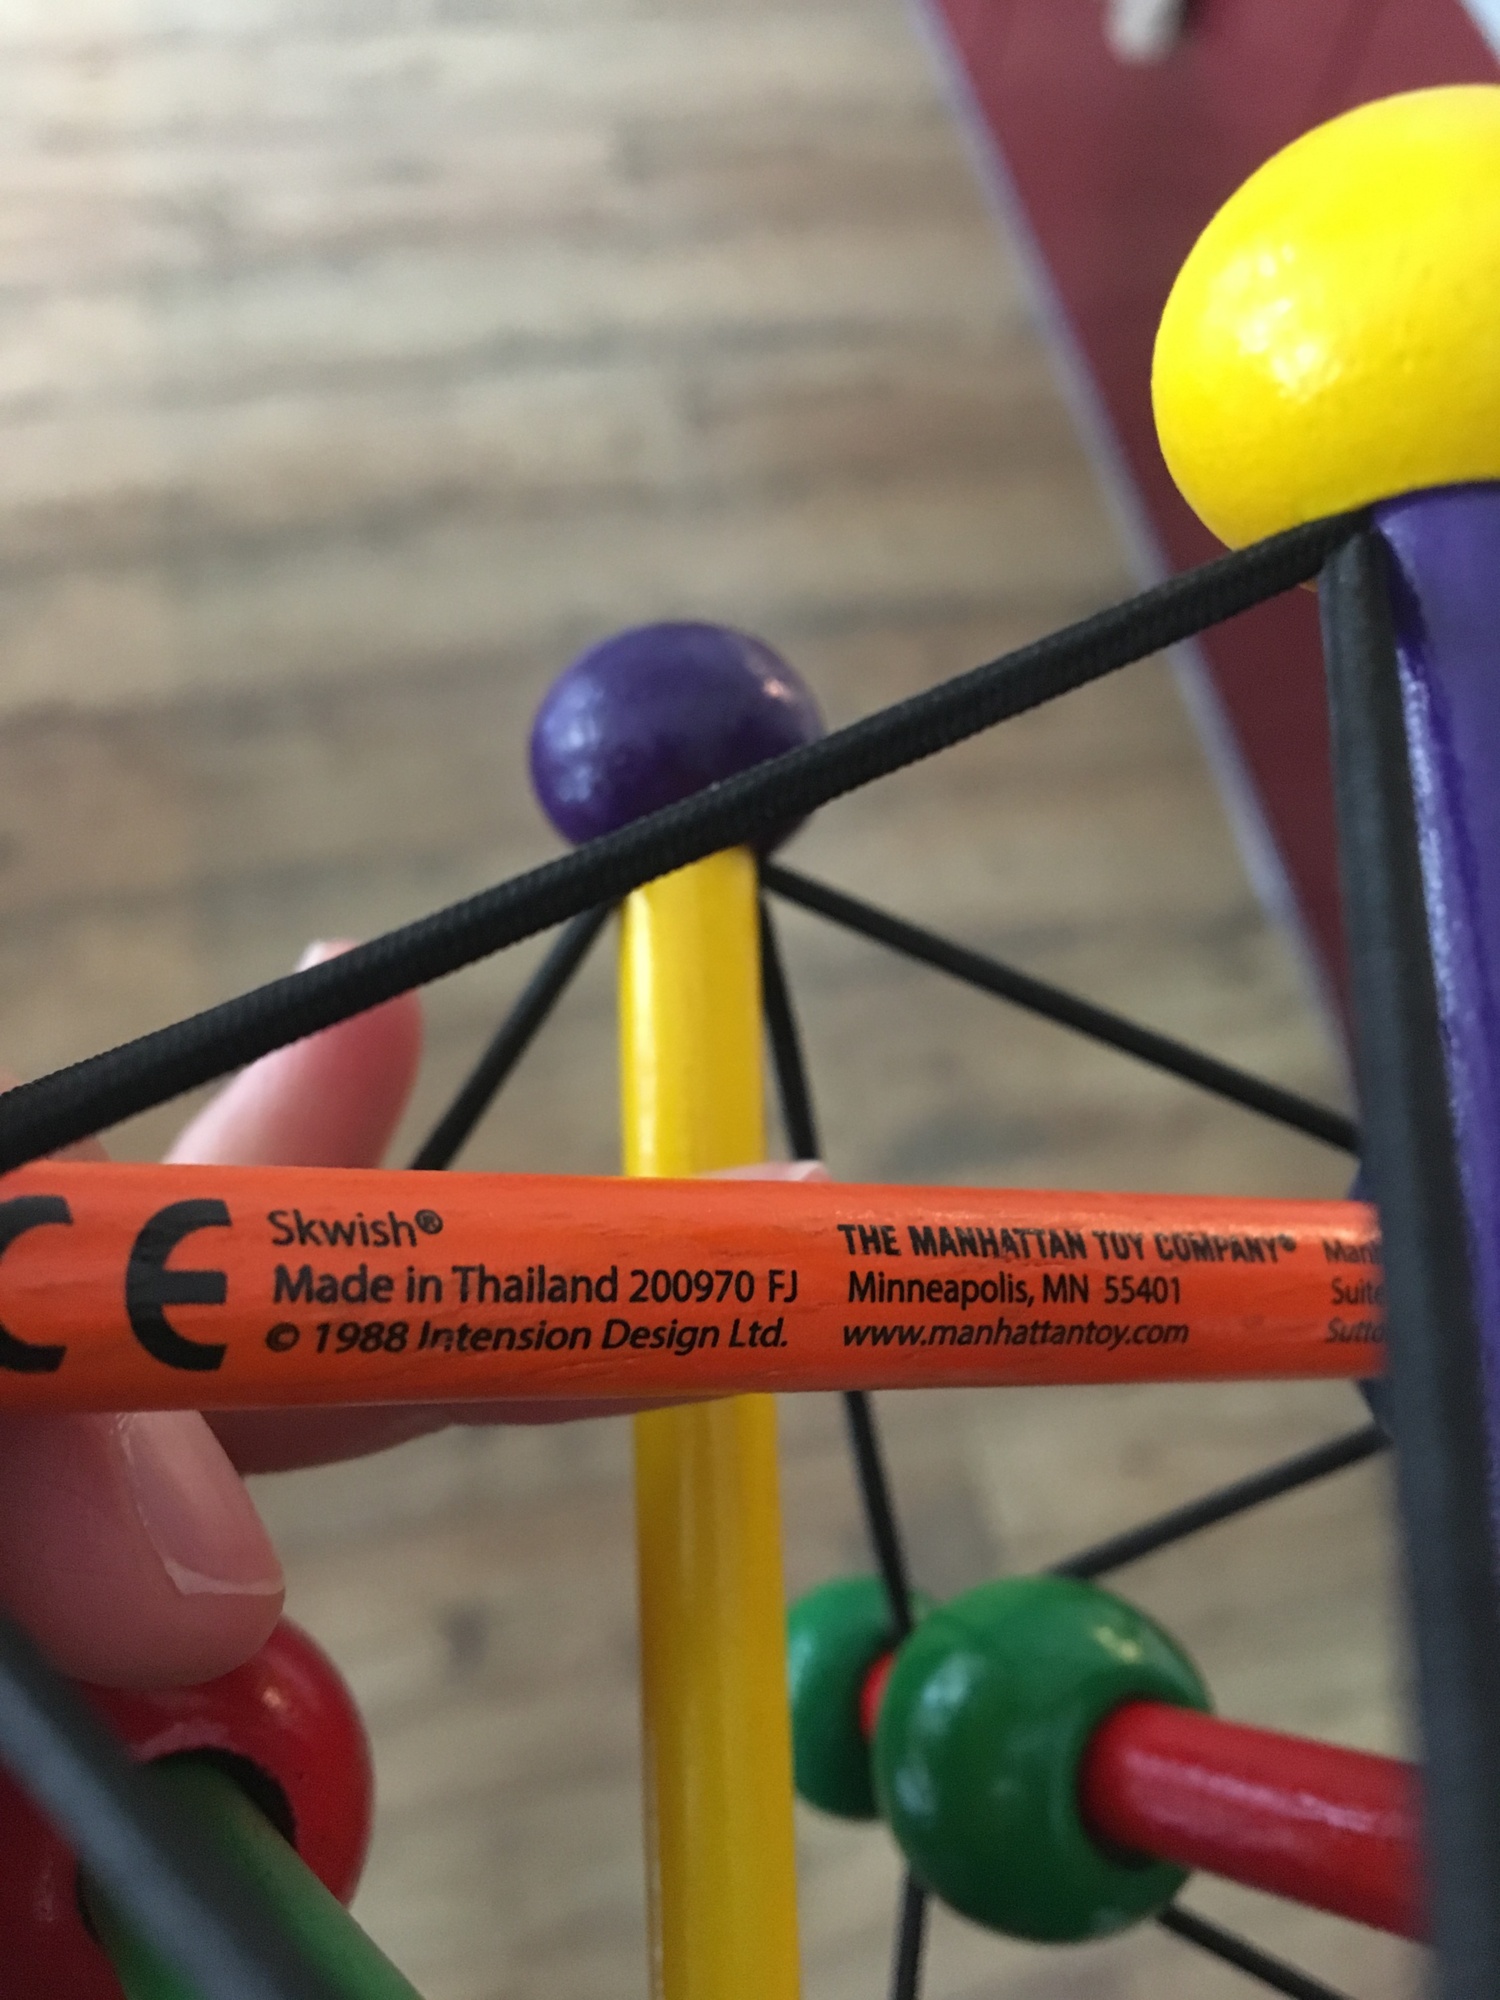 CE
Skwish®
Made in Thailand 200970 FJ
© 1988 Intension Design Ltd.
THE MANHATTAN TOY COMPANY®
Minneapolis, MN 55401
www.manhattantoy.com
Suite